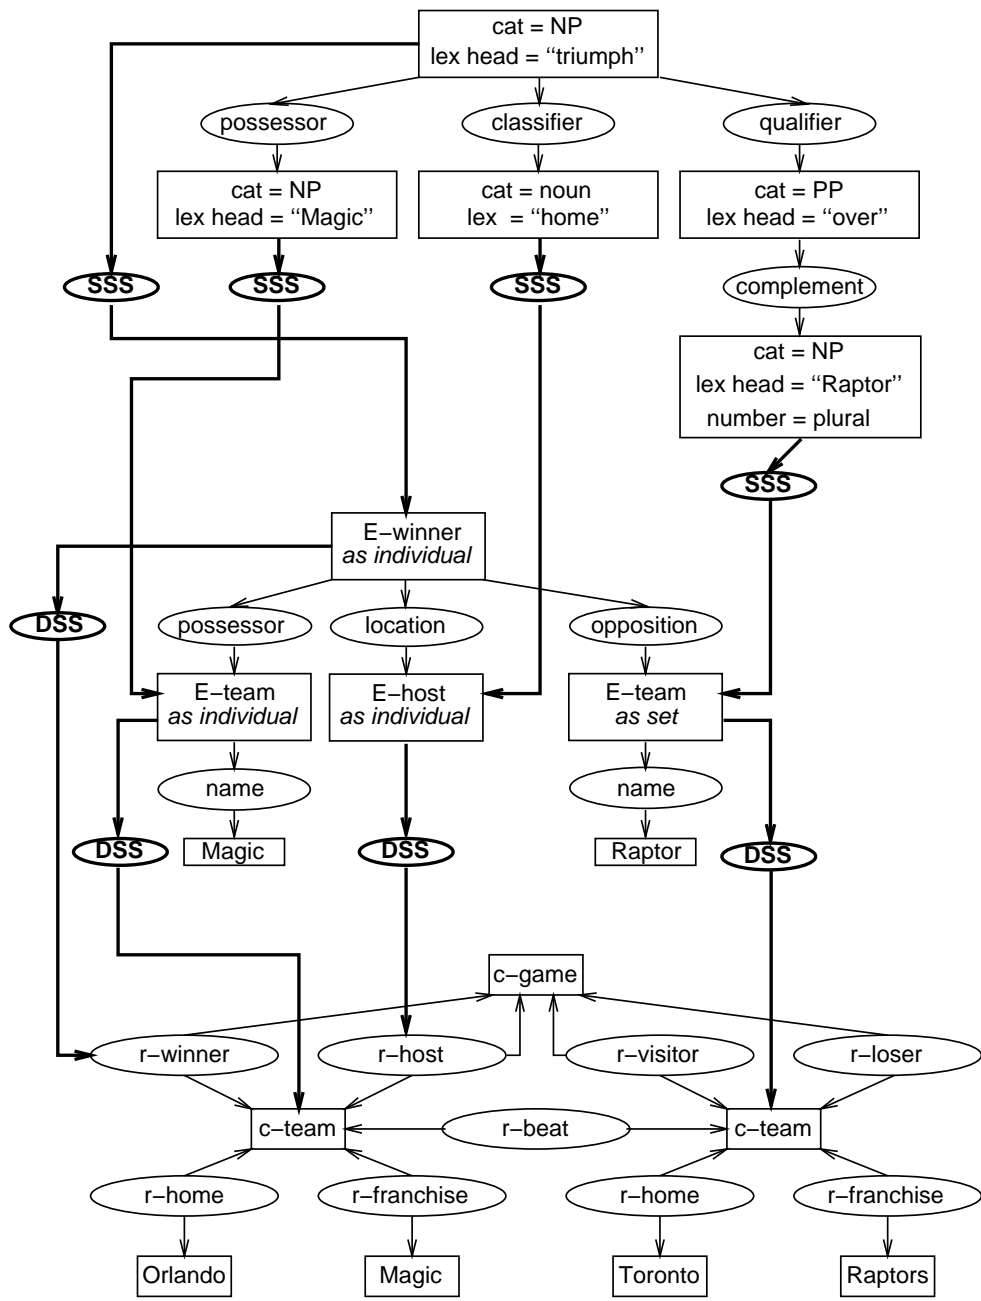 cat = NP
lex head = “triumph”
possessor
classifier
qualifier
cat = NP
lex head = “Magic”
cat = noun
lex  = “home”
cat = PP
lex head = “over”
SSS
SSS
SSS
complement
cat = NP
lex head = “Raptor”
number = plural
SSS
E−winner
as individual
DSS
possessor
location
opposition
E−team
as individual
E−host
as individual
E−team
as set
name
name
DSS
Magic
DSS
Raptor
DSS
c−game
r−winner
r−host
r−visitor
r−loser
c−team
r−beat
c−team
r−home
r−franchise
r−home
r−franchise
Orlando
Magic
Toronto
Raptors